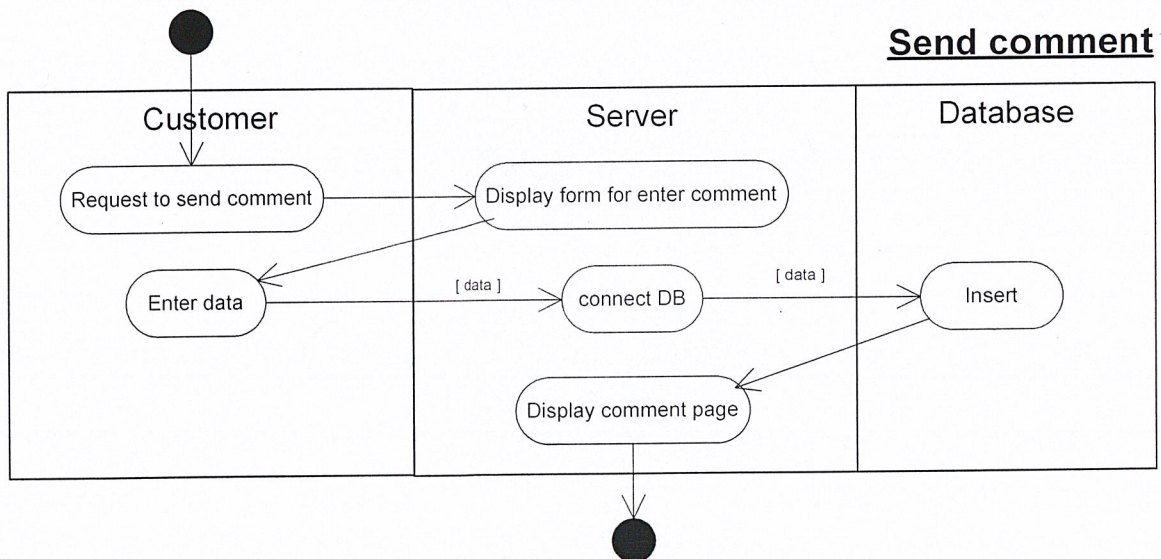 Send comment
Customer
Server
Database
Request to send comment
Display form for enter comment
Enter data
[ data ]
connect DB
[ data ]
Insert
Display comment page